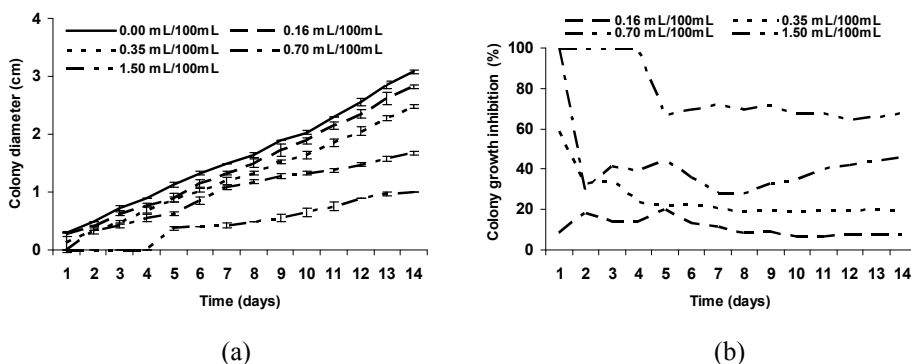 0.00 mL/100mL
0.16 mL/100mL
0.35 mL/100mL
0.70 mL/100mL
1.50 mL/100mL
Colony diameter (cm)
4
3
2
1
0
1 2 3 4 5 6 7 8 9 10 11 12 13 14
Time (days)
(a)
0.16 mL/100mL
0.35 mL/100mL
0.70 mL/100mL
1.50 mL/100mL
Colony growth inhibition (%)
100
80
60
40
20
0
1 2 3 4 5 6 7 8 9 10 11 12 13 14
Time (days)
(b)